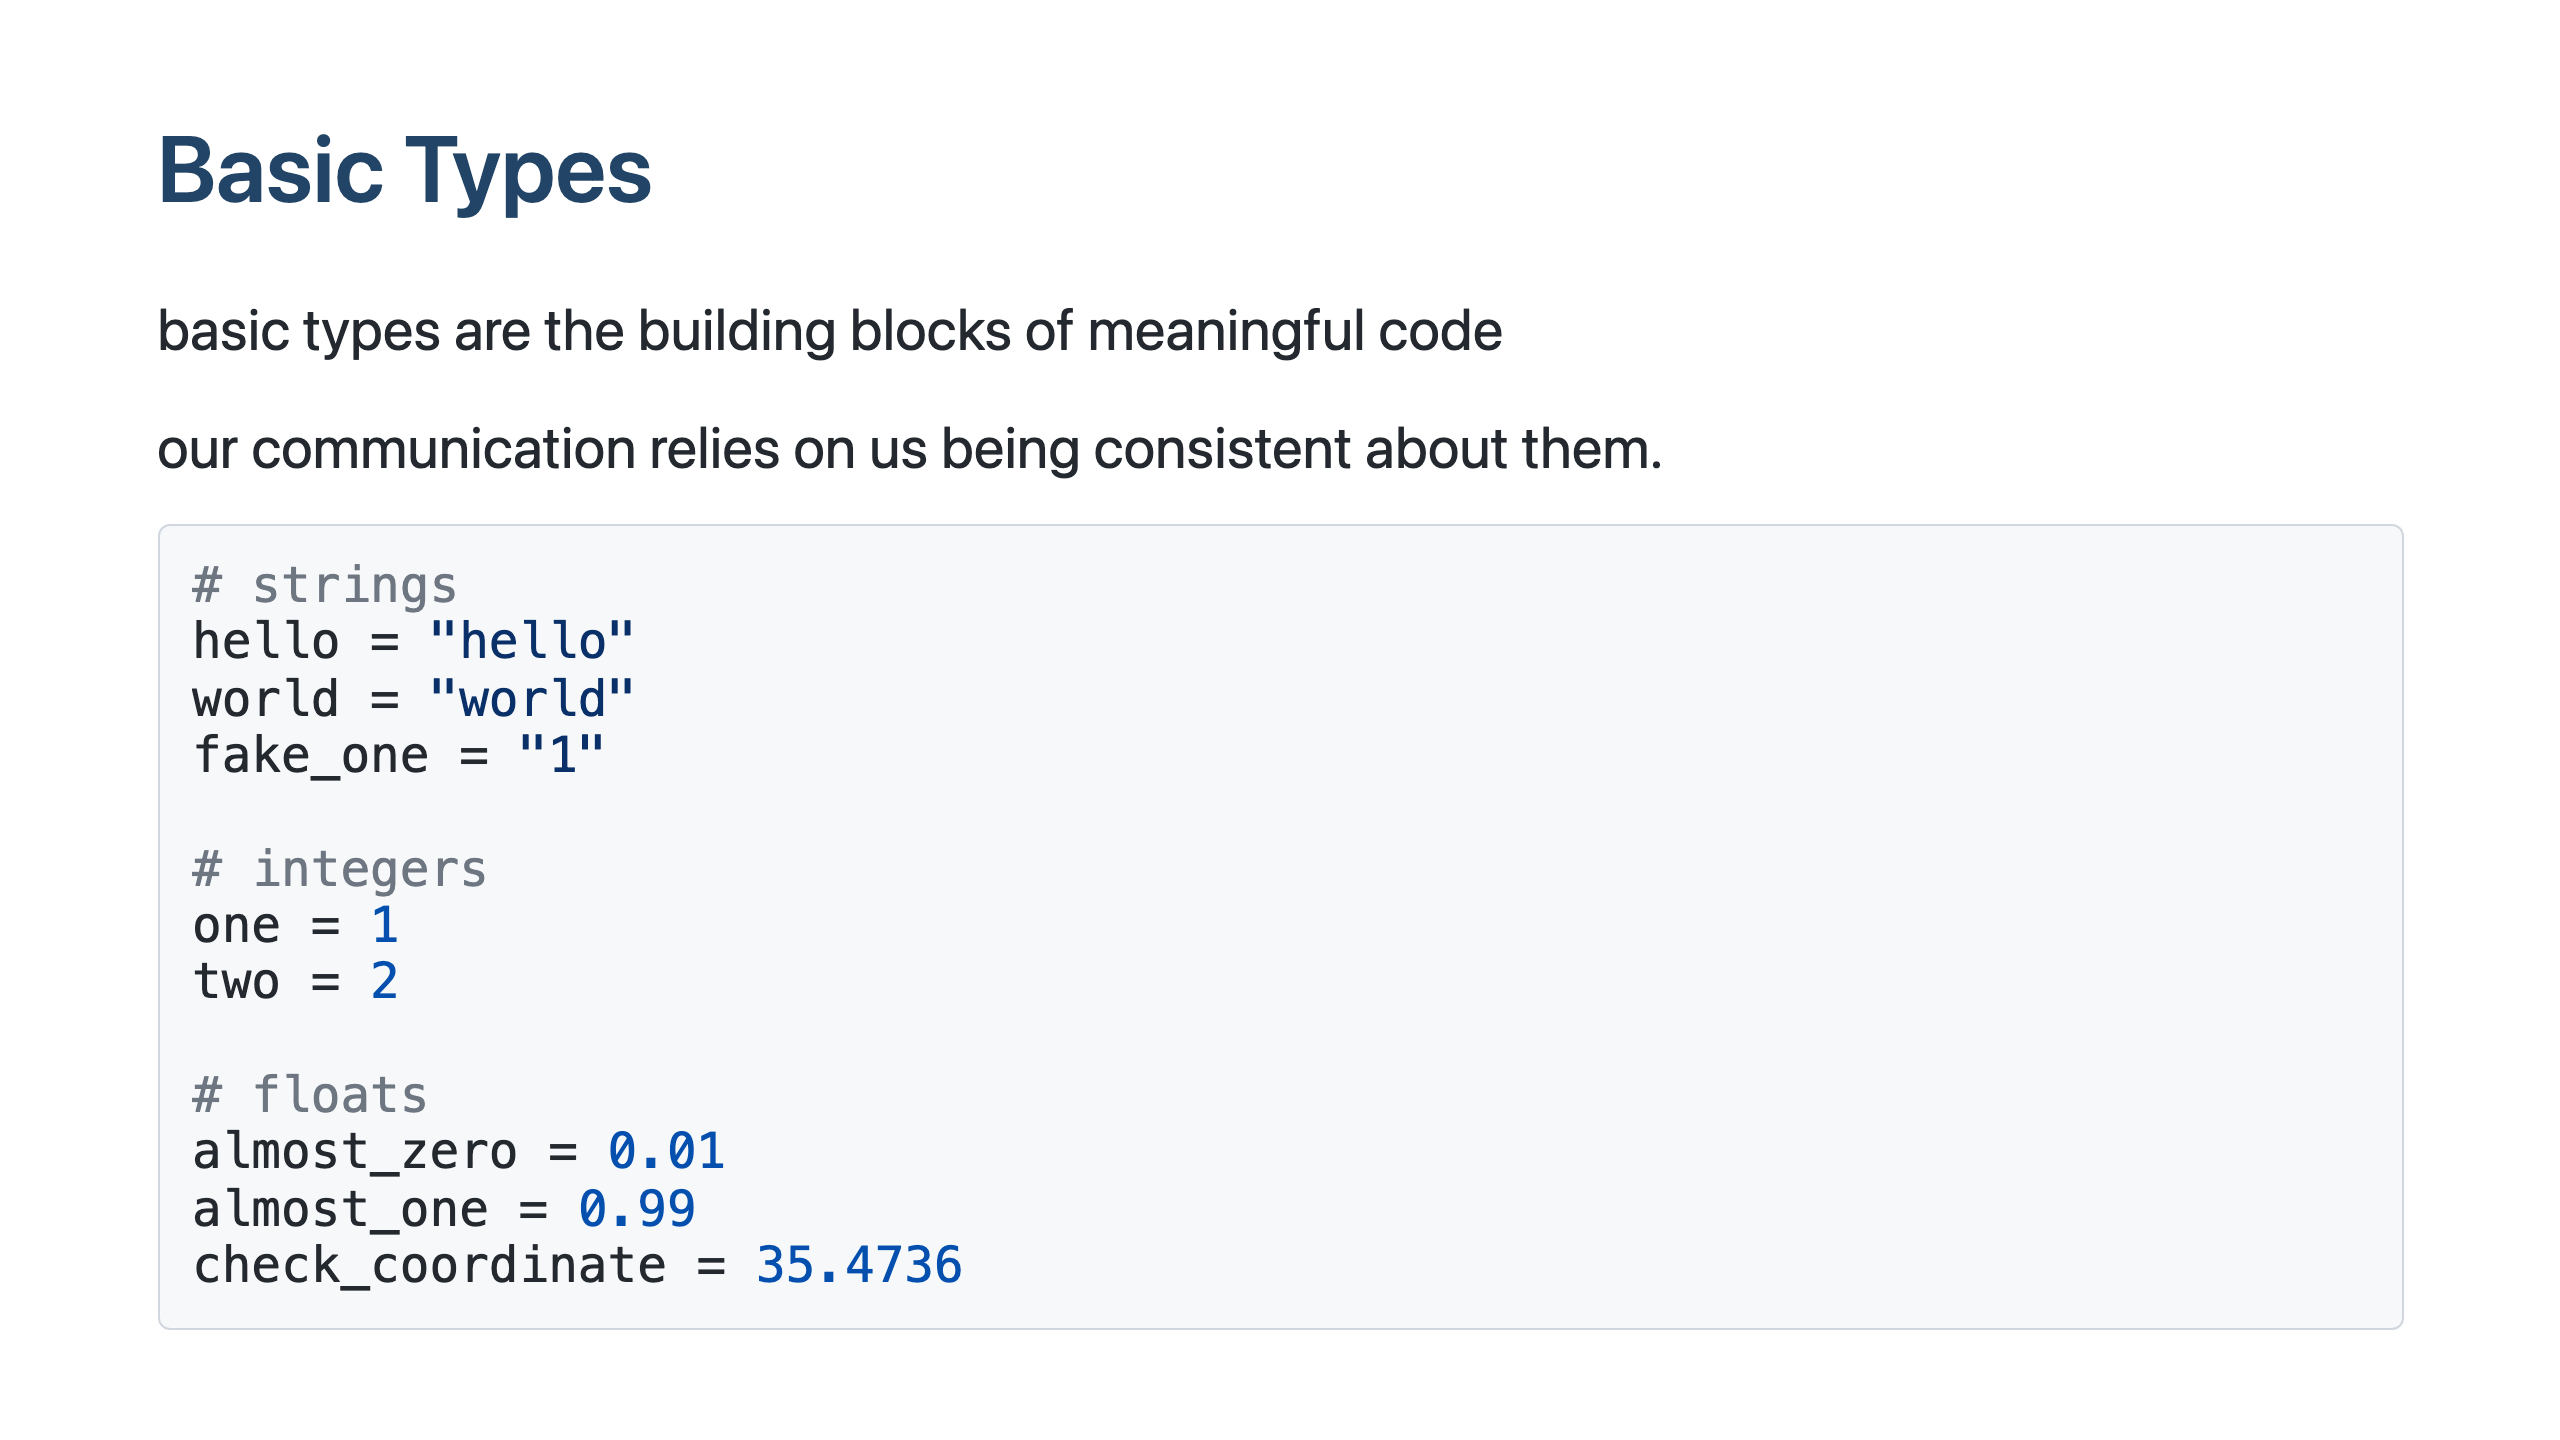 Basic Types
basic types are the building blocks of meaningful code
our communication relies on us being consistent about them.
# strings
hello = "hello"
world = "world"
fake_one = "1"
# integers
one = 1
two = 2
# floats
almost_zero = 0.01
almost_one = 0.99
check_coordinate = 35.4736